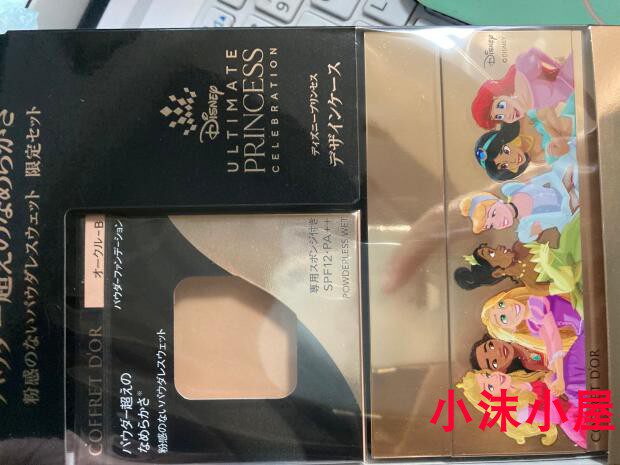 パウダー超えのなめらかさ
粉感のないパウダレスウェット 限定セット
Disney
ULTIMATE
PRINCESS
CELEBRATION
ディズニープリンセス
デザインケース
COFFRET D'OR
オークル-B
パウダーファンデーション
パウダー超えの
なめらかさ※
粉感のないパウダレスウェット
専用スポンジ付き
SPF12・PA++
POWDERLESS WET
Disney
©DISNEY
COFFRET D'OR
小沫小屋